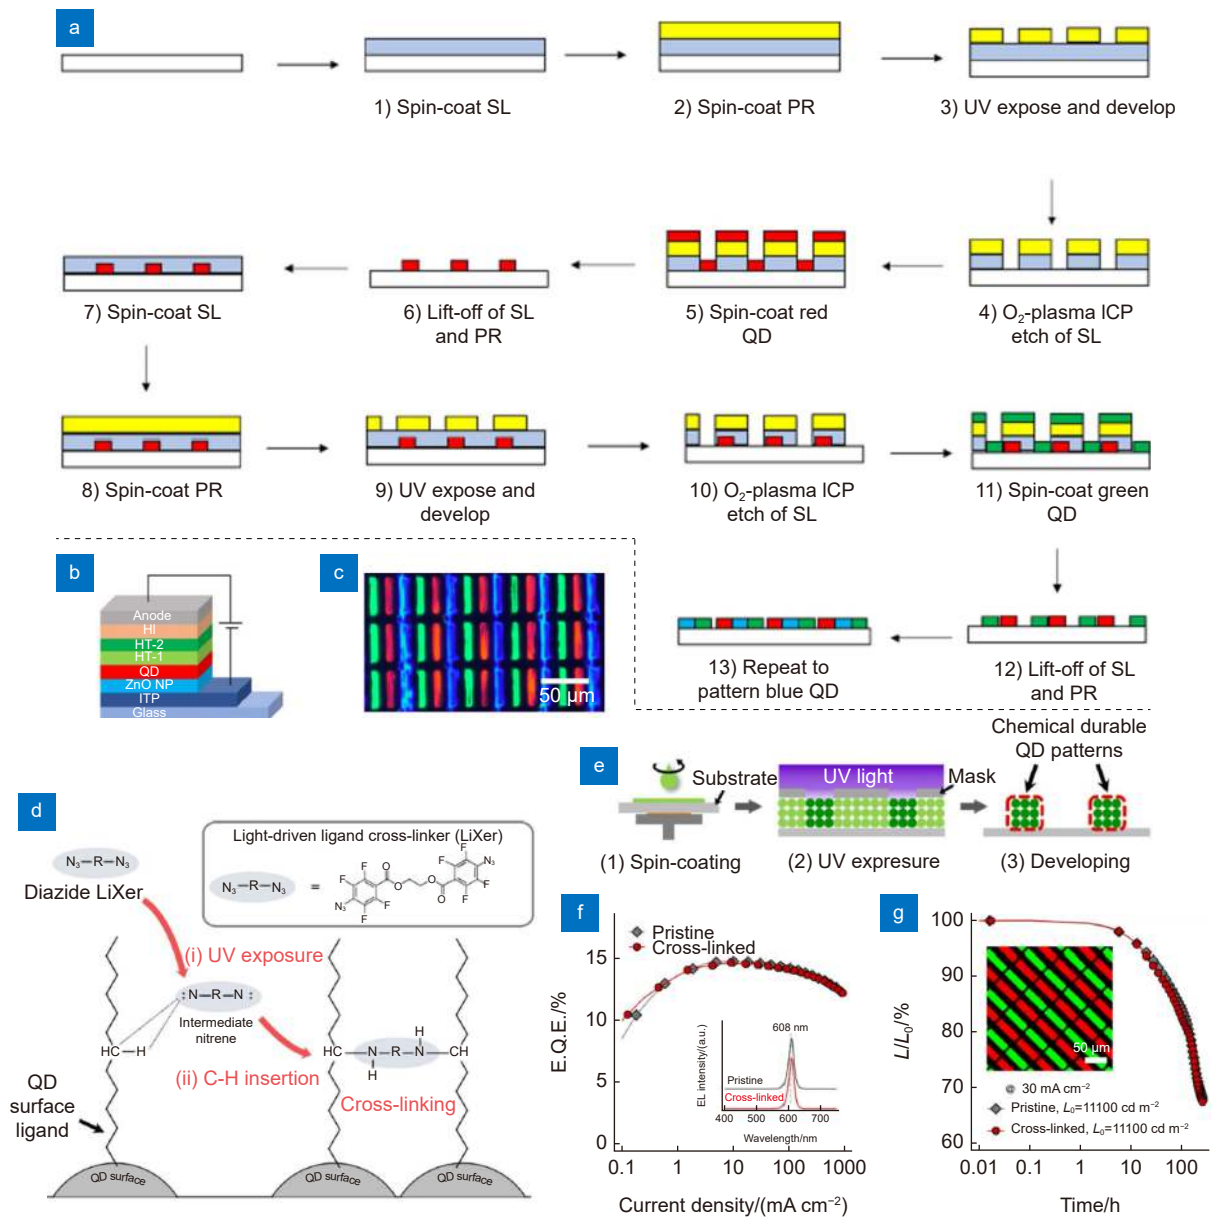 a
1) Spin-coat SL
2) Spin-coat PR
3) UV expose and develop
7) Spin-coat SL
6) Lift-off of SL
and PR
5) Spin-coat red
QD
4) O₂-plasma ICP
etch of SL
8) Spin-coat PR
9) UV expose and
develop
10) O₂-plasma ICP
etch of SL
11) Spin-coat green
QD
13) Repeat to
pattern blue QD
12) Lift-off of SL
and PR
b
Anode
HI
HT-2
HT-1
QD
ZnO NP
ITP
Glass
c
50 μm
d
N₃–R–N₃
Diazide LiXer
Light-driven ligand cross-linker (LiXer)
N₃–R–N₃
=
N₃
F
F
F
F
O
O
O
O
F
F
F
F
N₃
(i) UV exposure
:N–R–N:
Intermediate
nitrene
C–H
(ii) C-H insertion
HC
N
H
R
H
N
CH
Cross-linking
QD
surface
ligand
QD surface
QD surface
QD surface
e
Substrate
UV light
Mask
Chemical durable
QD patterns
(1) Spin-coating
(2) UV expresure
(3) Developing
f
Pristine
Cross-linked
E.Q.E./%
15
10
5
0
0.1
1
10
100
1000
Current density/(mA cm⁻²)
608 nm
EL intensity/(a.u.)
Pristine
Cross-linked
400
500
600
700
Wavelength/nm
g
L/L₀/%
100
90
80
70
60
50 μm
30 mA cm⁻²
Pristine, L₀=11100 cd m⁻²
Cross-linked, L₀=11100 cd m⁻²
0.01
0.1
1
10
100
Time/h